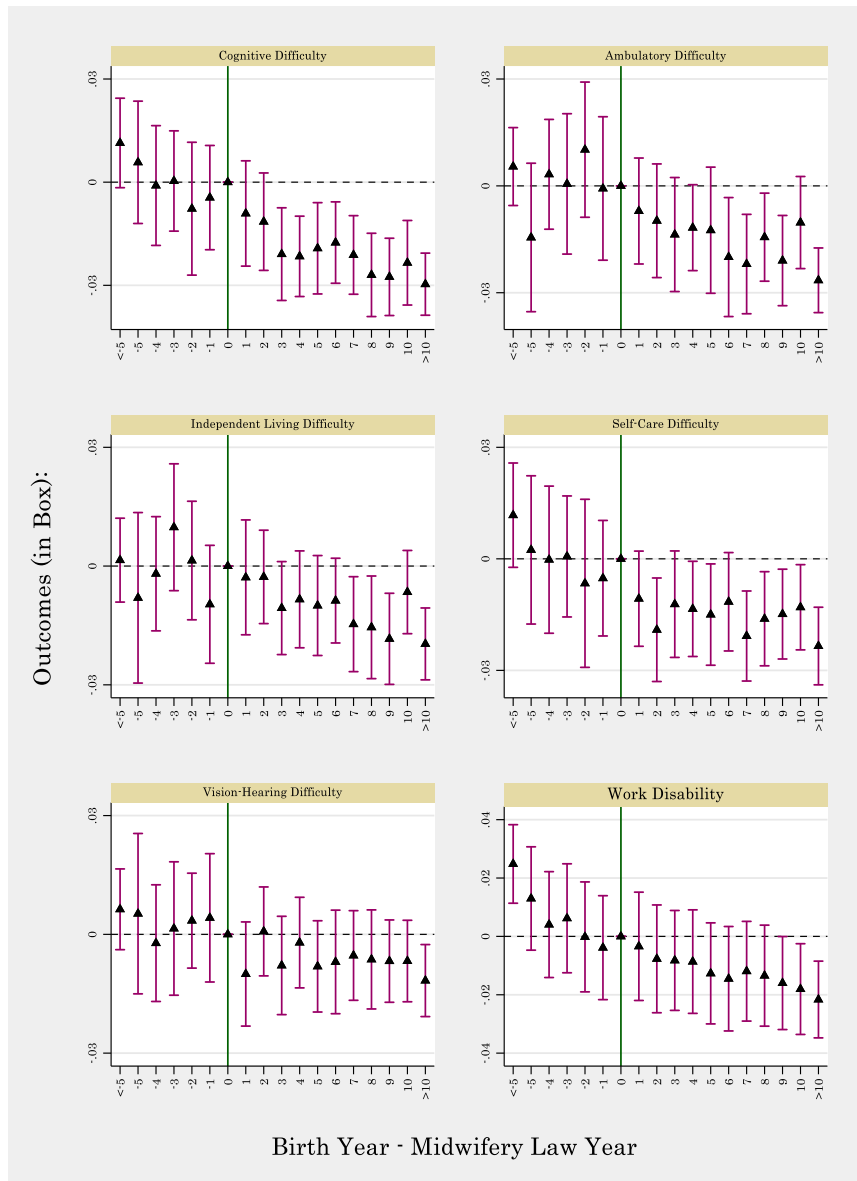 Cognitive Difficulty
.03
0
-.03
<-5 -5 -4 -3 -2 -1 0 1 2 3 4 5 6 7 8 9 10 >10
Ambulatory Difficulty
.03
0
-.03
<-5 -5 -4 -3 -2 -1 0 1 2 3 4 5 6 7 8 9 10 >10
Outcomes (in Box):
Independent Living Difficulty
.03
0
-.03
<-5 -5 -4 -3 -2 -1 0 1 2 3 4 5 6 7 8 9 10 >10
Self-Care Difficulty
.03
0
-.03
<-5 -5 -4 -3 -2 -1 0 1 2 3 4 5 6 7 8 9 10 >10
Vision-Hearing Difficulty
.03
0
-.03
<-5 -5 -4 -3 -2 -1 0 1 2 3 4 5 6 7 8 9 10 >10
Work Disability
.04
.02
0
-.02
-.04
<-5 -5 -4 -3 -2 -1 0 1 2 3 4 5 6 7 8 9 10 >10
Birth Year - Midwifery Law Year